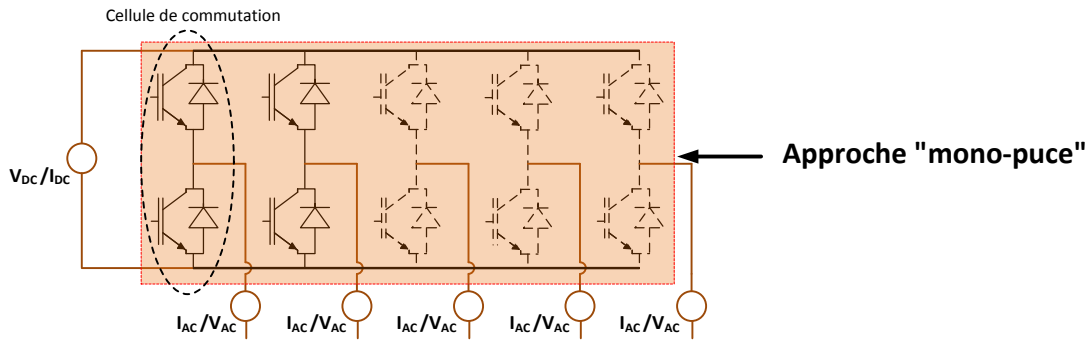 Cellule de commutation
Approche "mono-puce"
VDC/IDC
IAC/VAC
IAC/VAC
IAC/VAC
IAC/VAC
IAC/VAC